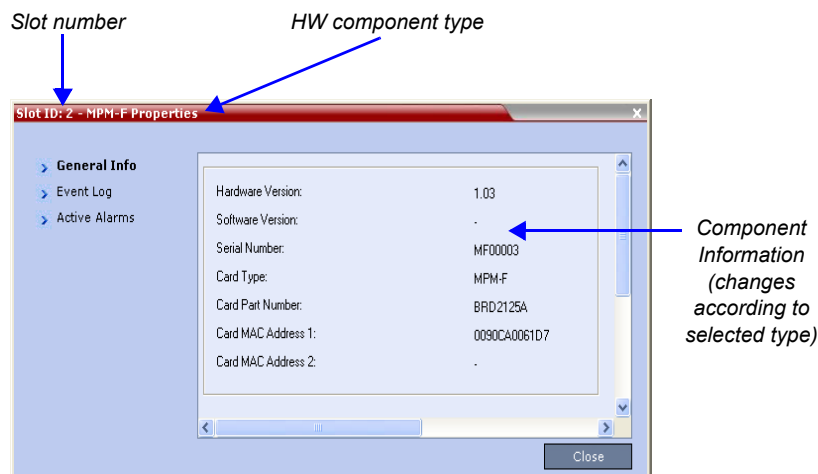 Slot number
HW component type
Slot ID: 2 - MPM-F Properties
X
General Info
Event Log
Active Alarms
Hardware Version: 1.03
Software Version: -
Serial Number: MF00003
Card Type: MPM-F
Card Part Number: BRD2125A
Card MAC Address 1: 0090CA0061D7
Card MAC Address 2: -
Component
Information
(changes
according to
selected type)
Close